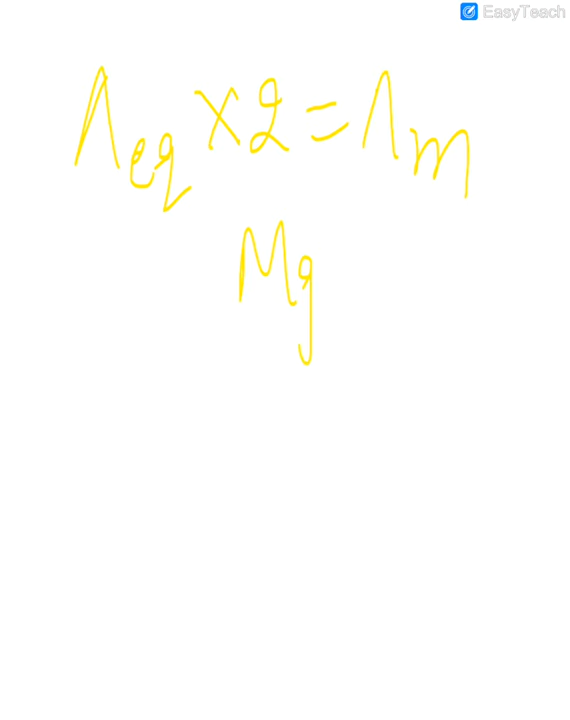 EasyTeach
Λeq × 2 = Λm
Mg